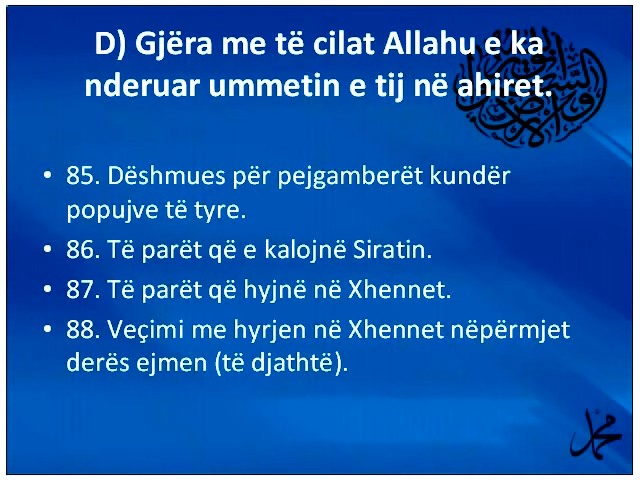 D) Gjëra me të cilat Allahu e ka
nderuar ummetin e tij në ahiret.
• 85. Dëshmues për pejgamberët kundër
popujve të tyre.
• 86. Të parët që e kalojnë Siratin.
• 87. Të parët që hyjnë në Xhennet.
• 88. Veçimi me hyrjen në Xhennet nëpërmjet
derës ejmen (të djathtë).
محمد